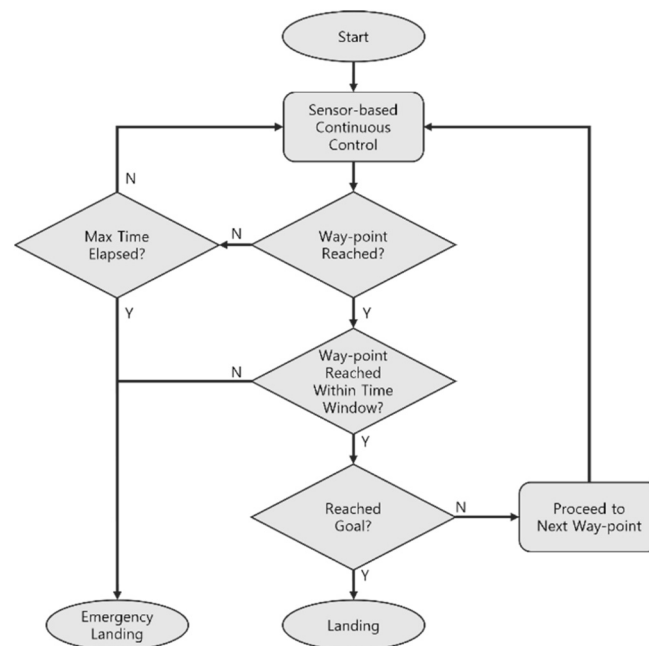 Start
Sensor-based
Continuous
Control
N
Max Time
Elapsed?
N
Way-point
Reached?
Y
Y
Way-point
Reached
Within Time
Window?
N
Y
Reached
Goal?
N
Proceed to
Next Way-point
Y
Emergency
Landing
Landing